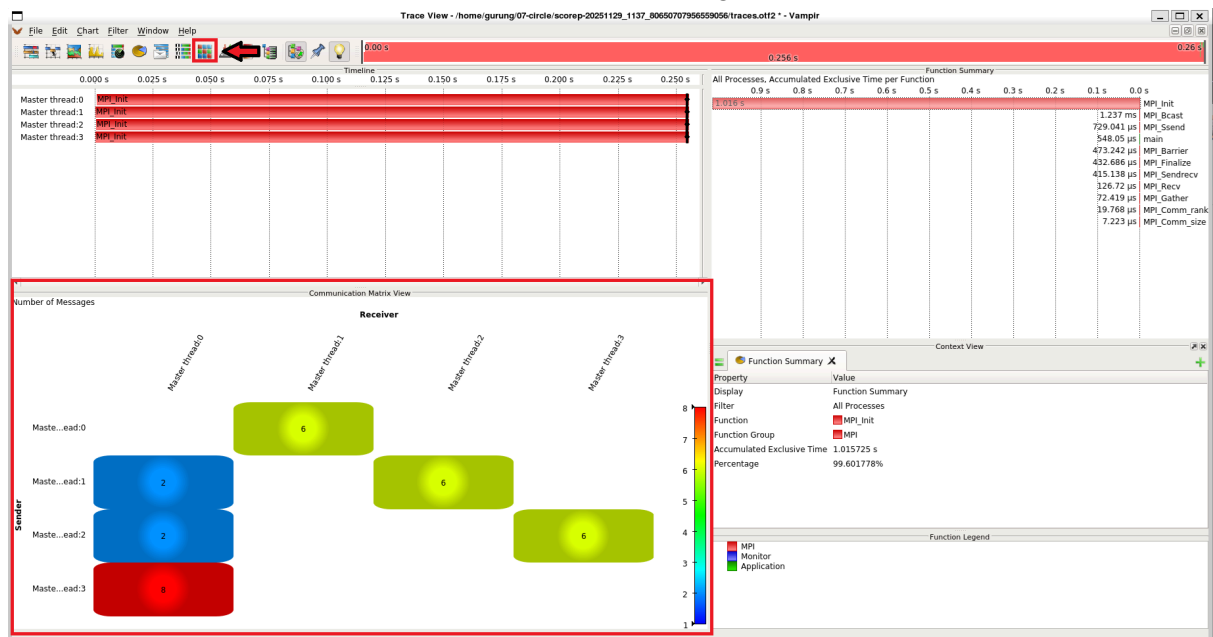 Trace View - /home/gurung/07-circle/scorep-20251129_1137_80650707956559056/traces.otf2 * - Vampir
File Edit Chart Filter Window Help
0.00 s 0.26 s
0.256 s
Timeline
0.000 s 0.025 s 0.050 s 0.075 s 0.100 s 0.125 s 0.150 s 0.175 s 0.200 s 0.225 s 0.250 s
Master thread:0 MPI_Init
Master thread:1 MPI_Init
Master thread:2 MPI_Init
Master thread:3 MPI_Init
Function Summary
All Processes, Accumulated Exclusive Time per Function
0.9 s 0.8 s 0.7 s 0.6 s 0.5 s 0.4 s 0.3 s 0.2 s 0.1 s 0.0 s
1.016 s MPI_Init
1.237 ms MPI_Bcast
729.041 µs MPI_Ssend
548.05 µs main
473.242 µs MPI_Barrier
432.686 µs MPI_Finalize
415.138 µs MPI_Sendrecv
126.72 µs MPI_Recv
72.419 µs MPI_Gather
19.768 µs MPI_Comm_rank
7.223 µs MPI_Comm_size
Communication Matrix View
Number of Messages
Receiver
Master thread:0 Master thread:1 Master thread:2 Master thread:3
Sender
Maste...ead:0 6
Maste...ead:1 2 6
Maste...ead:2 2 6
Maste...ead:3 8
8
7
6
5
4
3
2
1
Context View
Function Summary
Property Value
Display Function Summary
Filter All Processes
Function MPI_Init
Function Group MPI
Accumulated Exclusive Time 1.015725 s
Percentage 99.601778%
Function Legend
MPI
Monitor
Application